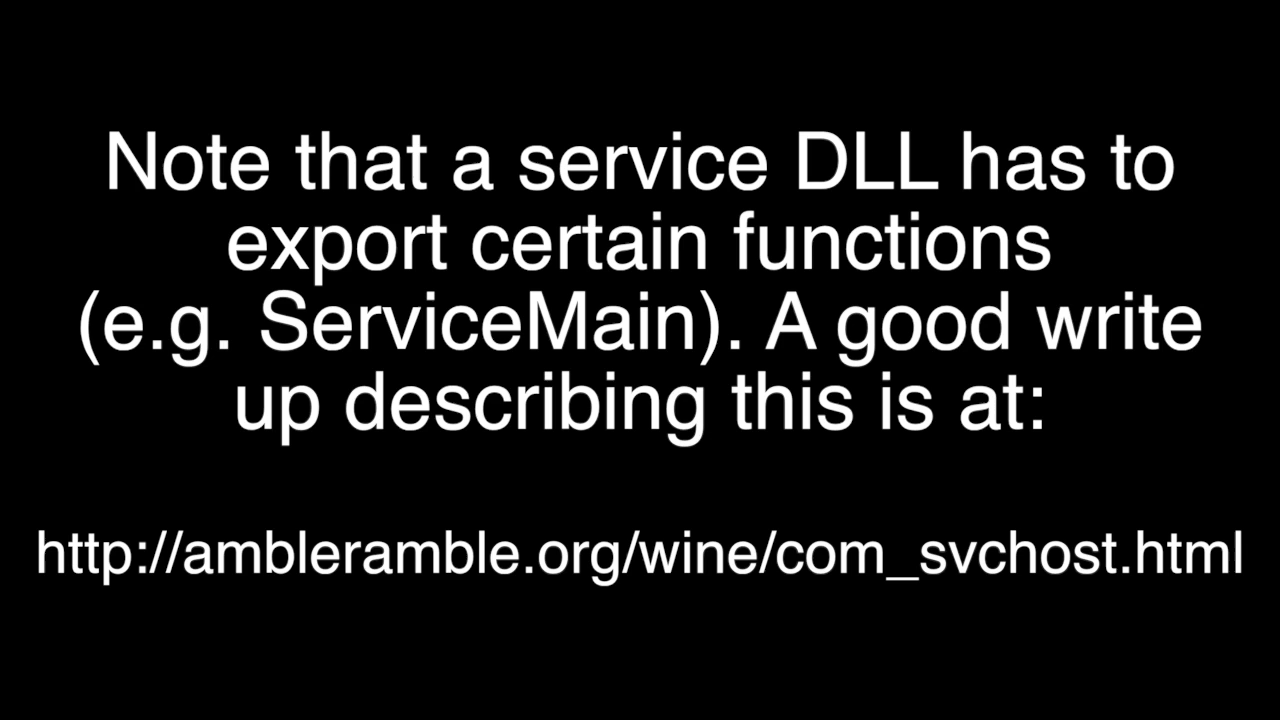 Note that a service DLL has to
export certain functions
(e.g. ServiceMain). A good write
up describing this is at:
http://ambleramble.org/wine/com_svchost.html